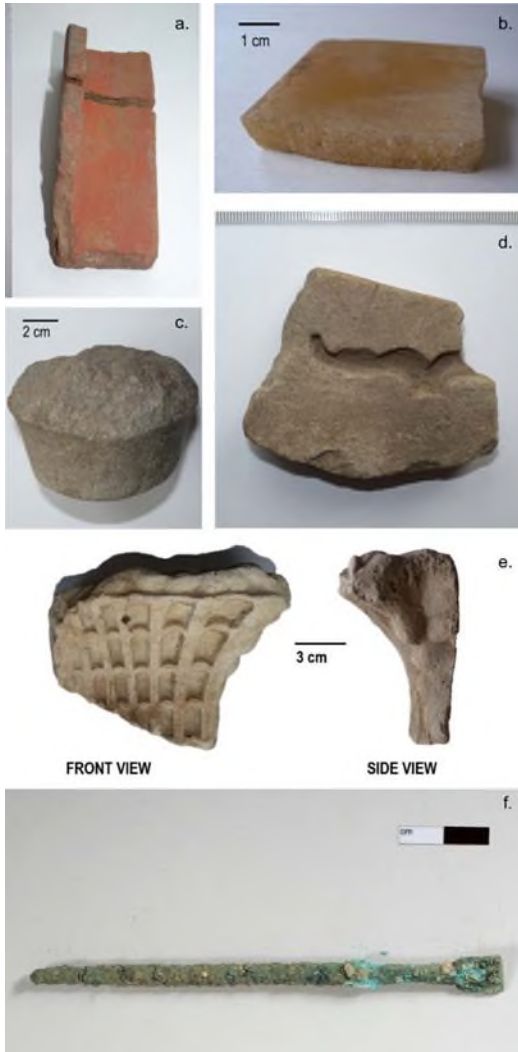 a.
b.
1 cm
d.
c.
2 cm
e.
3 cm
FRONT VIEW
SIDE VIEW
f.
cm